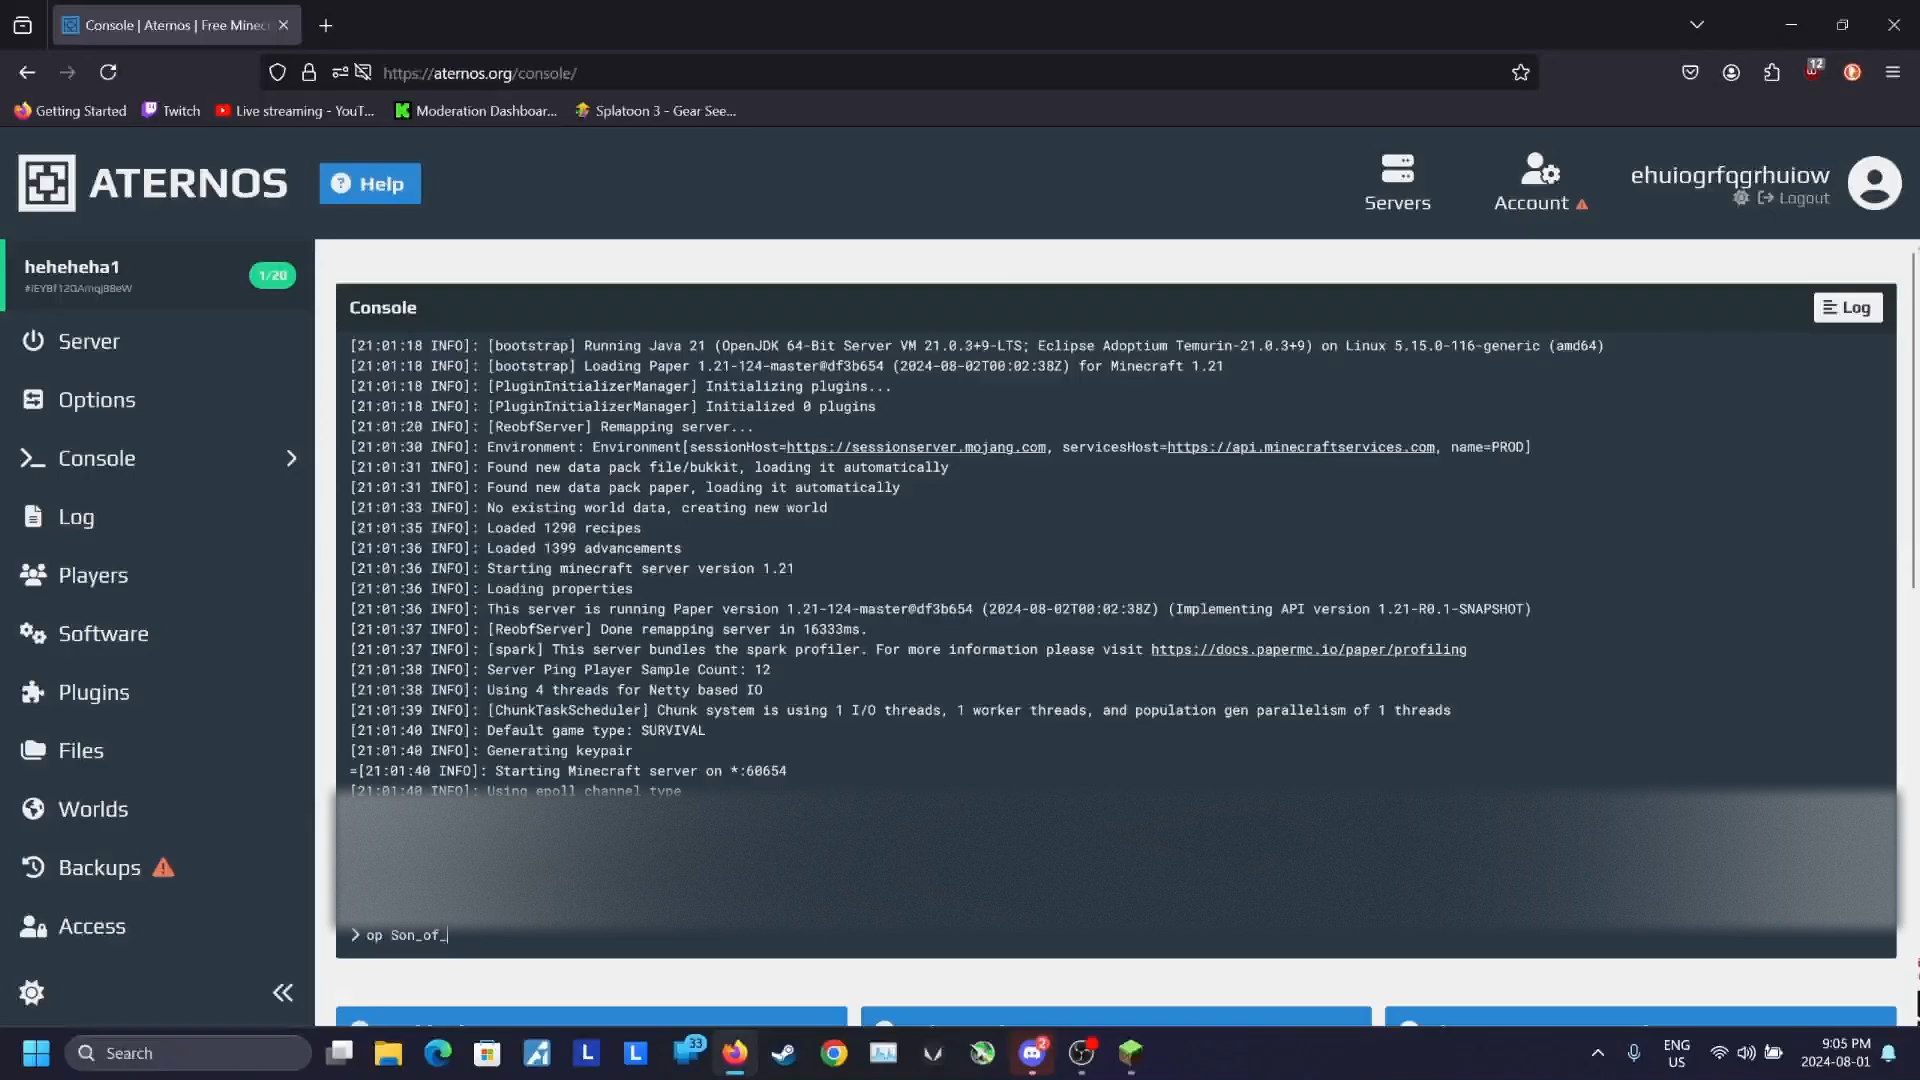 Console | Aternos | Free Minec
https://aternos.org/console/
12
Getting Started
Twitch
Live streaming - YouT...
Moderation Dashboar...
Splatoon 3 - Gear See...
ATERNOS
Help
Servers
Account
ehuiogrfqgrhuiow
Logout
heheheha1
1/20
Server
Options
Console
Log
Players
Software
Plugins
Files
Worlds
Backups
Access
Console
Log
[21:01:18 INFO]: [bootstrap] Running Java 21 (OpenJDK 64-Bit Server VM 21.0.3+9-LTS; Eclipse Adoptium Temurin-21.0.3+9) on Linux 5.15.0-116-generic (amd64)
[21:01:18 INFO]: [bootstrap] Loading Paper 1.21-124-master@df3b654 (2024-08-02T00:02:38Z) for Minecraft 1.21
[21:01:18 INFO]: [PluginInitializerManager] Initializing plugins...
[21:01:18 INFO]: [PluginInitializerManager] Initialized 0 plugins
[21:01:20 INFO]: [ReobfServer] Remapping server...
[21:01:30 INFO]: Environment: Environment[sessionHost=https://sessionserver.mojang.com, servicesHost=https://api.minecraftservices.com, name=PROD]
[21:01:31 INFO]: Found new data pack file/bukkit, loading it automatically
[21:01:31 INFO]: Found new data pack paper, loading it automatically
[21:01:33 INFO]: No existing world data, creating new world
[21:01:35 INFO]: Loaded 1290 recipes
[21:01:36 INFO]: Loaded 1399 advancements
[21:01:36 INFO]: Starting minecraft server version 1.21
[21:01:36 INFO]: Loading properties
[21:01:36 INFO]: This server is running Paper version 1.21-124-master@df3b654 (2024-08-02T00:02:38Z) (Implementing API version 1.21-R0.1-SNAPSHOT)
[21:01:37 INFO]: [ReobfServer] Done remapping server in 16333ms.
[21:01:37 INFO]: [spark] This server bundles the spark profiler. For more information please visit https://docs.papermc.io/paper/profiling
[21:01:38 INFO]: Server Ping Player Sample Count: 12
[21:01:38 INFO]: Using 4 threads for Netty based IO
[21:01:39 INFO]: [ChunkTaskScheduler] Chunk system is using 1 I/O threads, 1 worker threads, and population gen parallelism of 1 threads
[21:01:40 INFO]: Default game type: SURVIVAL
[21:01:40 INFO]: Generating keypair
=[21:01:40 INFO]: Starting Minecraft server on *:60654
[21:01:40 INFO]: Using epoll channel type
> op Son_of_
Search
33
2
ENG
US
9:05 PM
2024-08-01